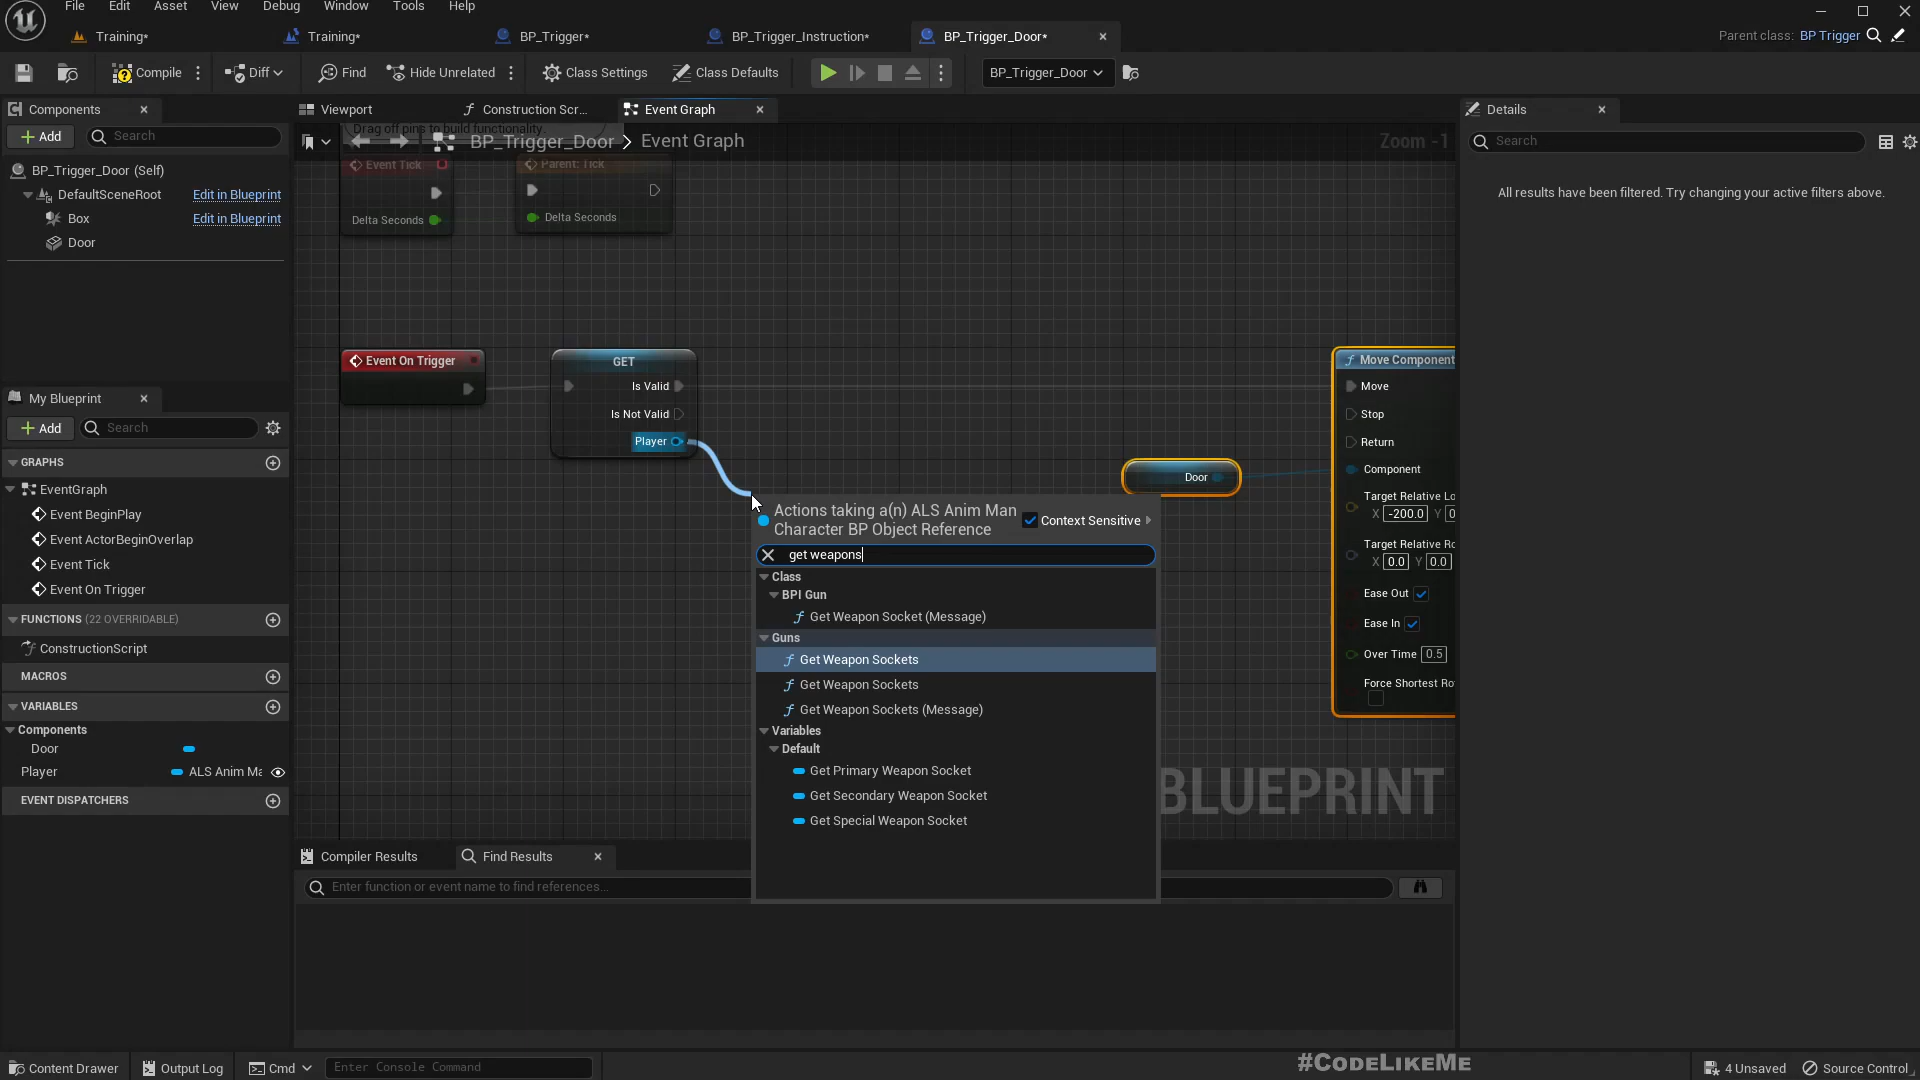 File Edit Asset View Debug Window Tools Help
Training* Training* BP_Trigger* BP_Trigger_Instruction* BP_Trigger_Door* Parent class: BP Trigger
Compile Diff Find Hide Unrelated Class Settings Class Defaults BP_Trigger_Door
Components
Add Search
BP_Trigger_Door (Self)
DefaultSceneRoot Edit in Blueprint
Box Edit in Blueprint
Door
My Blueprint
Add Search
GRAPHS
EventGraph
Event BeginPlay
Event ActorBeginOverlap
Event Tick
Event On Trigger
FUNCTIONS (22 OVERRIDABLE)
ConstructionScript
MACROS
VARIABLES
Components
Door
Player ALS Anim Ma
EVENT DISPATCHERS
Viewport Construction Scr... Event Graph
Drag off pins to build functionality.
BP_Trigger_Door > Event Graph Zoom -1
Event Tick
Delta Seconds
Parent: Tick
Delta Seconds
Event On Trigger
GET
Is Valid
Is Not Valid
Player
Door
Move Component
Move
Stop
Return
Component
Target Relative Lo
X -200.0 Y 0
Target Relative Ro
X 0.0 Y 0.0
Ease Out
Ease In
Over Time 0.5
Force Shortest Ro
Actions taking a(n) ALS Anim Man
Character BP Object Reference
Context Sensitive
get weapons
Class
BPI Gun
Get Weapon Socket (Message)
Guns
Get Weapon Sockets
Get Weapon Sockets
Get Weapon Sockets (Message)
Variables
Default
Get Primary Weapon Socket
Get Secondary Weapon Socket
Get Special Weapon Socket
BLUEPRINT
Compiler Results Find Results
Enter function or event name to find references...
Details
Search
All results have been filtered. Try changing your active filters above.
Content Drawer Output Log Cmd Enter Console Command
#CODELIKEME
4 Unsaved Source Control